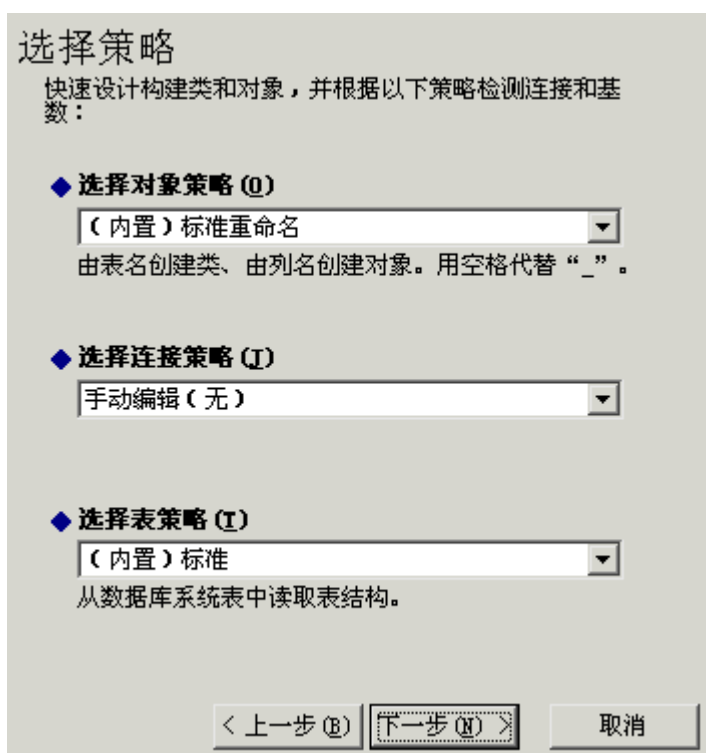 选择策略
快速设计构建类和对象，并根据以下策略检测连接和基
数：
选择对象策略(O)
（内置）标准重命名
由表名创建类、由列名创建对象。用空格代替“_”。
选择连接策略(J)
手动编辑（无）
选择表策略(T)
（内置）标准
从数据库系统表中读取表结构。
< 上一步(B) 下一步(N) > 取消